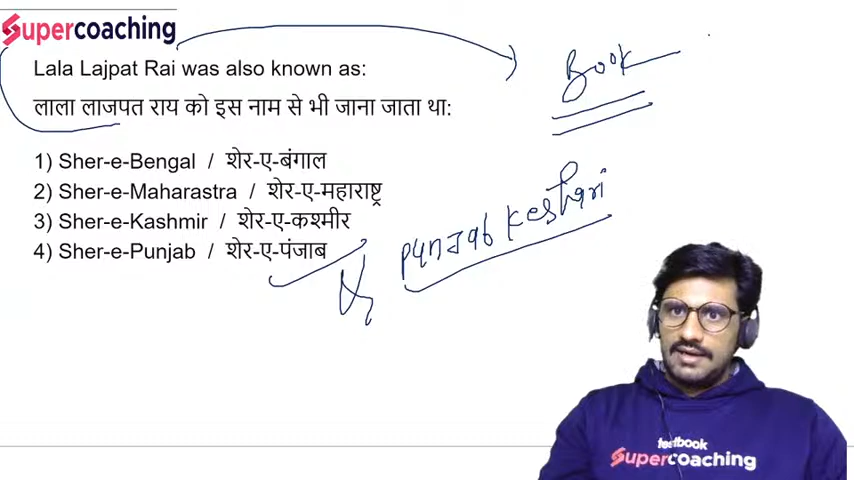 Supercoaching
Lala Lajpat Rai was also known as:
लाला लाजपत राय को इस नाम से भी जाना जाता था:
1) Sher-e-Bengal / शेर-ए-बंगाल
2) Sher-e-Maharastra / शेर-ए-महाराष्ट्र
3) Sher-e-Kashmir / शेर-ए-कश्मीर
4) Sher-e-Punjab / शेर-ए-पंजाब
Book
Punjab Keshari
testbook
Supercoaching